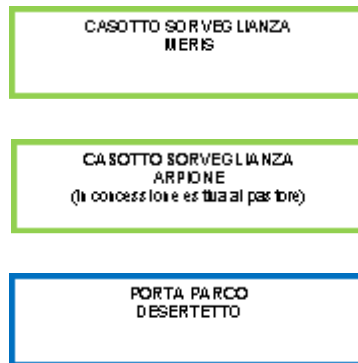 CASOTTO SORVEGLIANZA
MERIS
CASOTTO SORVEGLIANZA
ARPIONE
(In concessione estiva al pastore)
PORTA PARCO
DESERTETTO